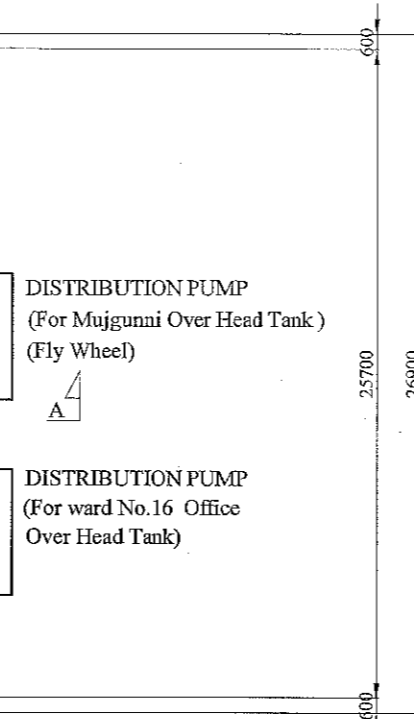 600
DISTRIBUTION PUMP
(For Mujgunni Over Head Tank )
(Fly Wheel)
A
25700
26900
DISTRIBUTION PUMP
(For ward No.16 Office
Over Head Tank)
600